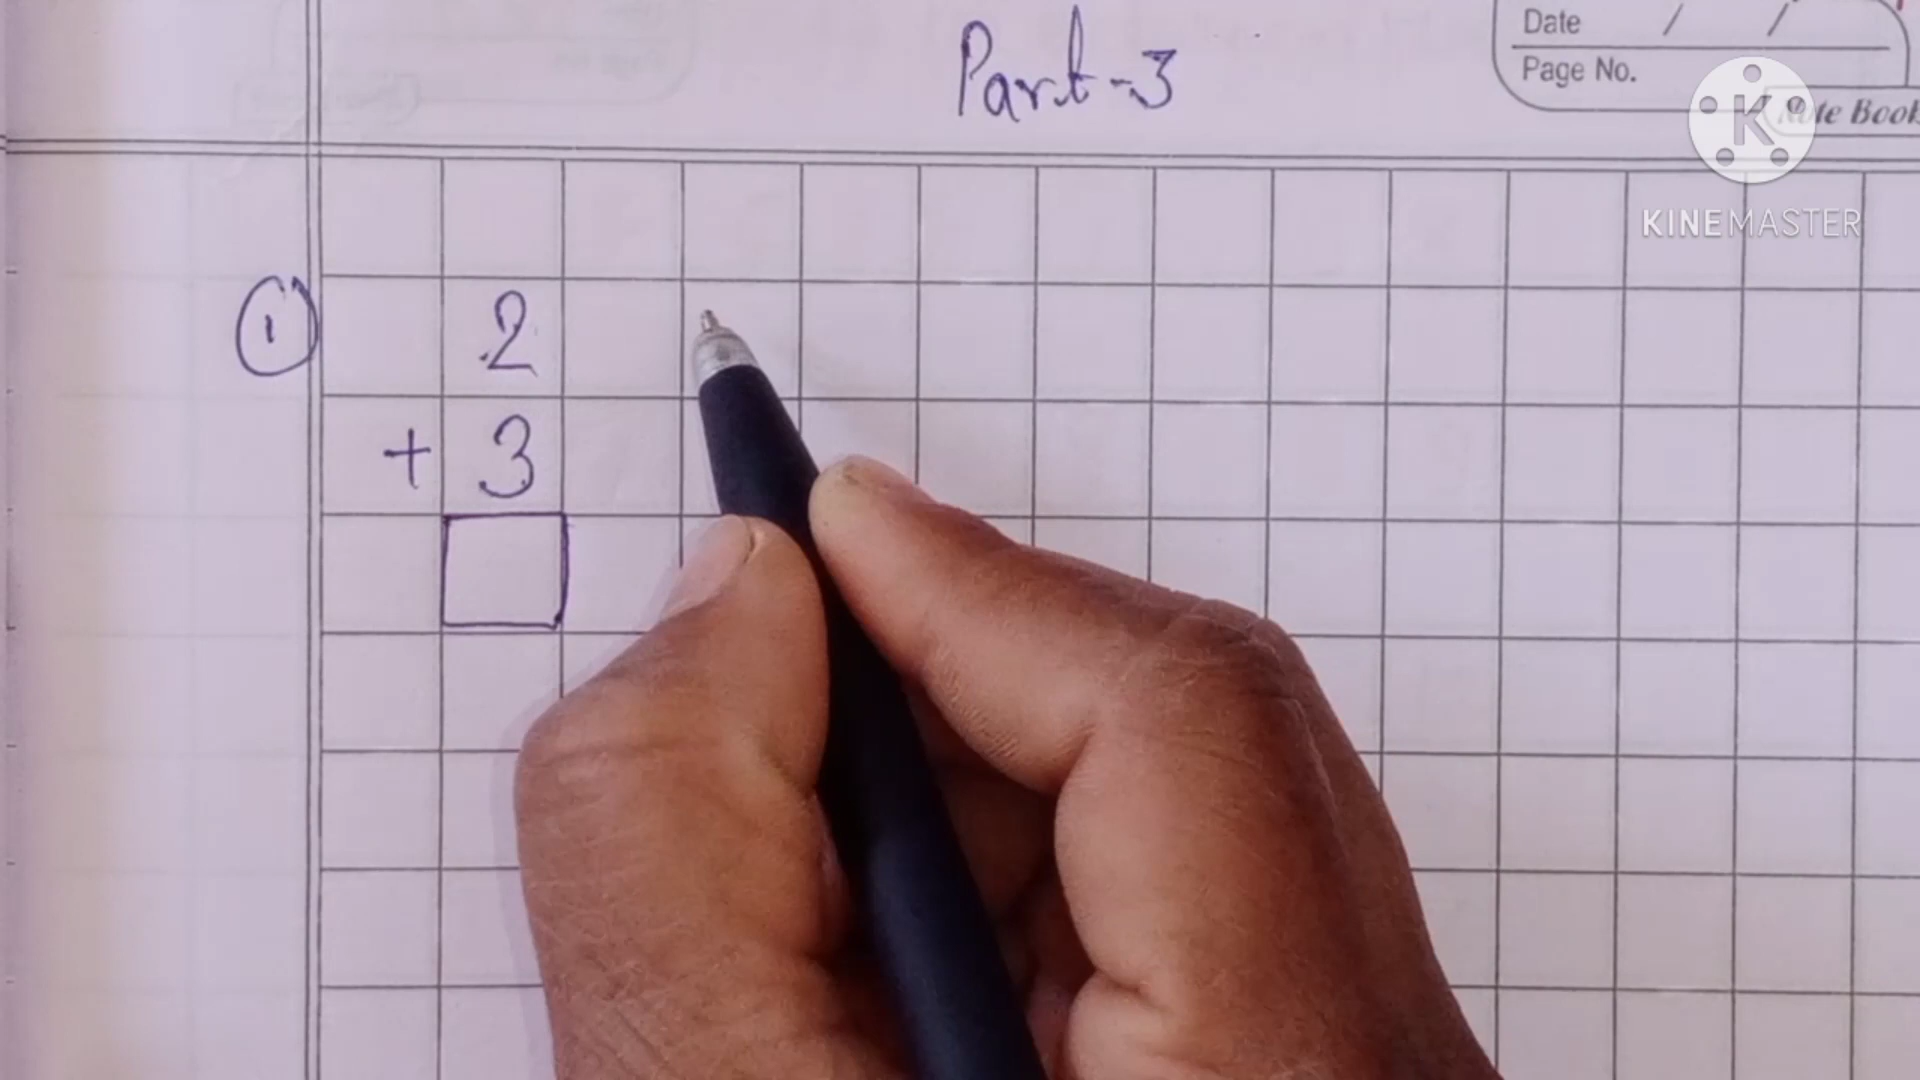 Part-3
Date / /
Page No.
Note Book
KINEMASTER
1 2
+ 3